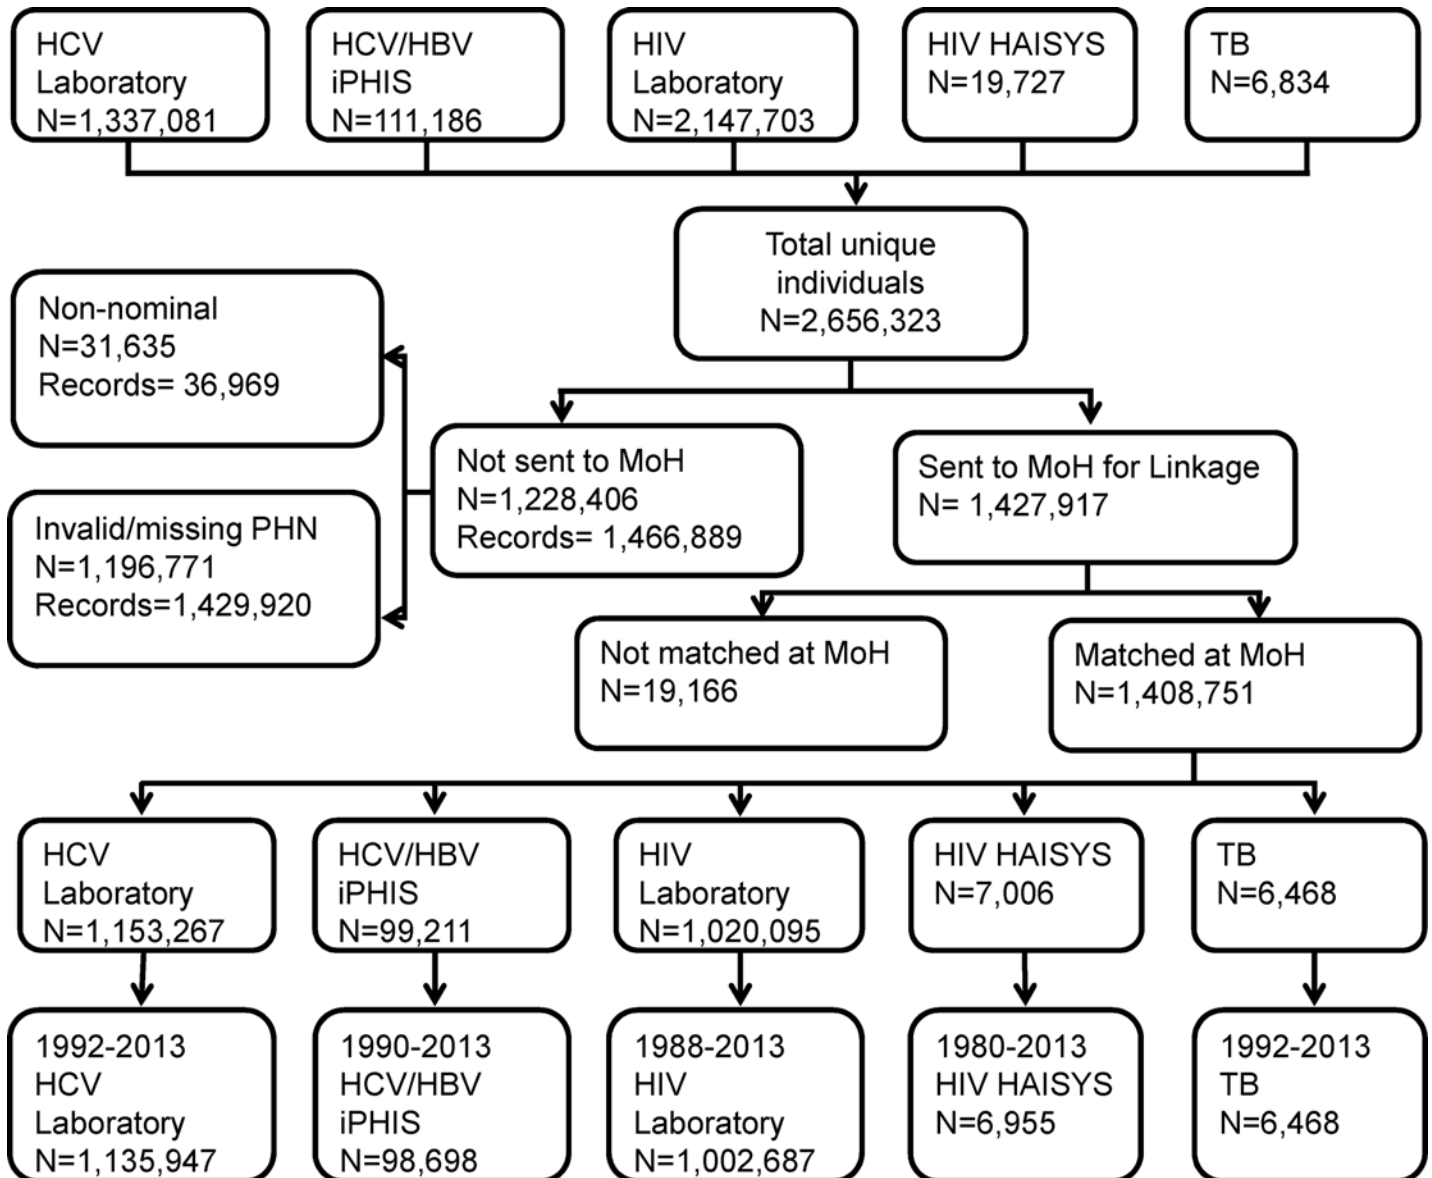 HCV
Laboratory
N=1,337,081
HCV/HBV
iPHIS
N=111,186
HIV
Laboratory
N=2,147,703
HIV HAISYS
N=19,727
TB
N=6,834
Total unique
individuals
N=2,656,323
Non-nominal
N=31,635
Records= 36,969
Invalid/missing PHN
N=1,196,771
Records=1,429,920
Not sent to MoH
N=1,228,406
Records= 1,466,889
Sent to MoH for Linkage
N= 1,427,917
Not matched at MoH
N=19,166
Matched at MoH
N=1,408,751
HCV
Laboratory
N=1,153,267
HCV/HBV
iPHIS
N=99,211
HIV
Laboratory
N=1,020,095
HIV HAISYS
N=7,006
TB
N=6,468
1992-2013
HCV
Laboratory
N=1,135,947
1990-2013
HCV/HBV
iPHIS
N=98,698
1988-2013
HIV
Laboratory
N=1,002,687
1980-2013
HIV HAISYS
N=6,955
1992-2013
TB
N=6,468